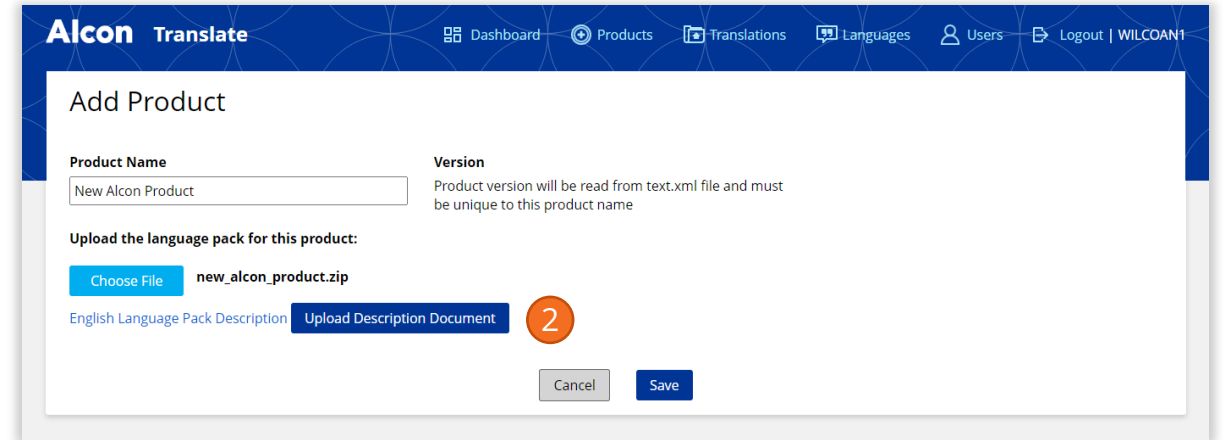 Alcon Translate Dashboard Products Translations Languages Users Logout | WILCOAN1
Add Product
Product Name Version
New Alcon Product Product version will be read from text.xml file and must
be unique to this product name
Upload the language pack for this product:
Choose File new_alcon_product.zip
English Language Pack Description Upload Description Document 2
Cancel Save